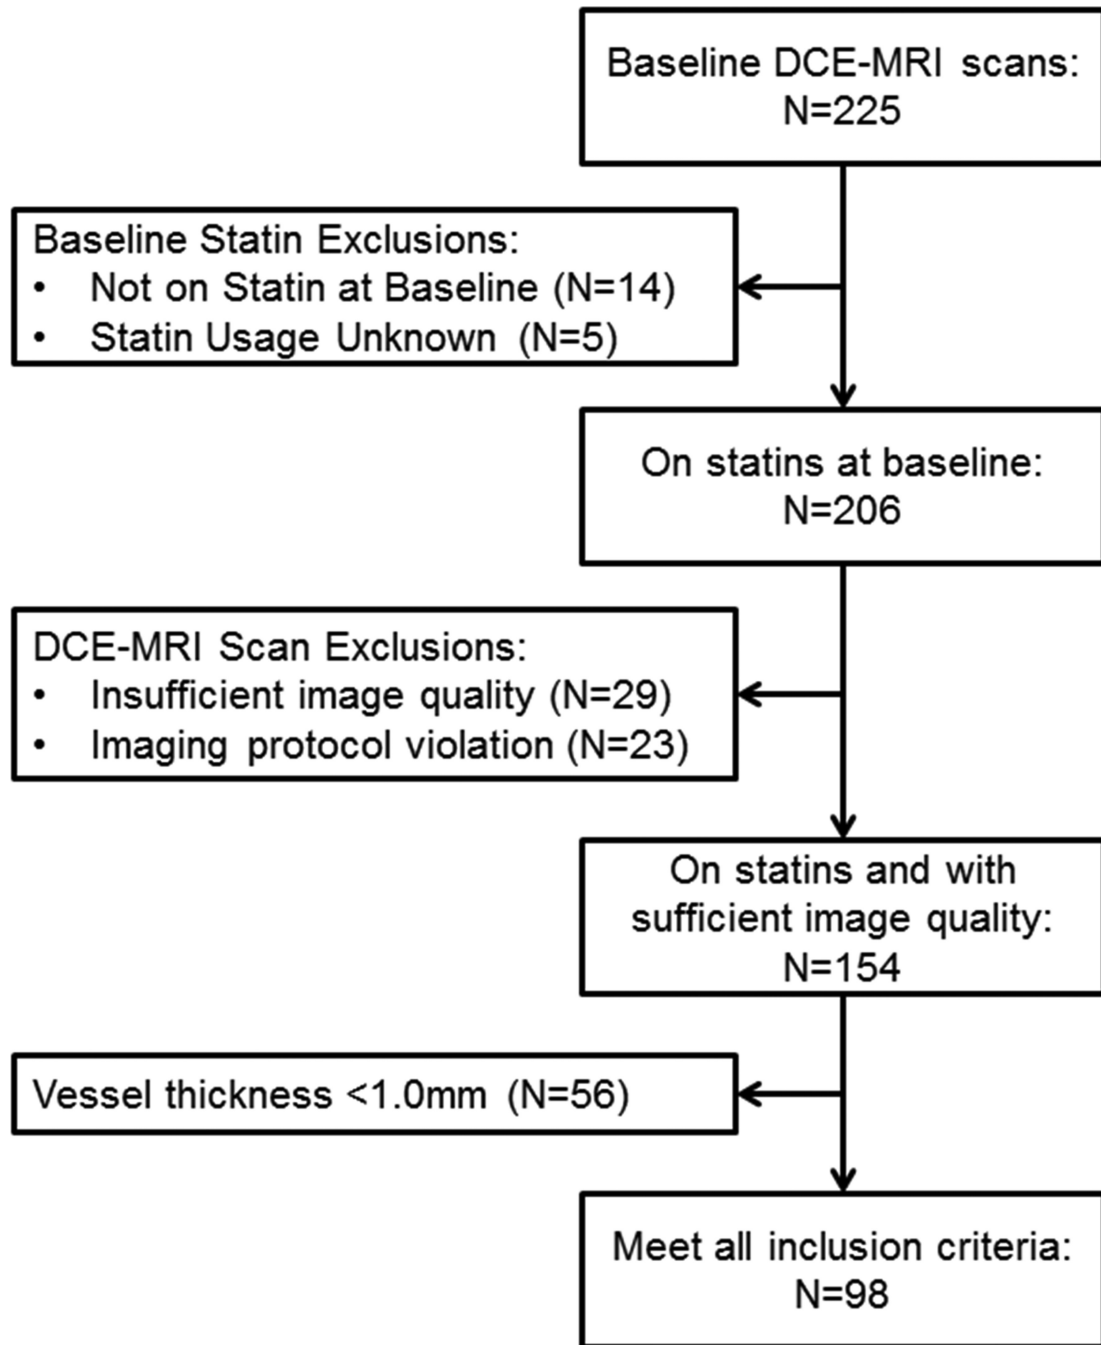 Baseline DCE-MRI scans:
N=225
Baseline Statin Exclusions:
• Not on Statin at Baseline (N=14)
• Statin Usage Unknown (N=5)
On statins at baseline:
N=206
DCE-MRI Scan Exclusions:
• Insufficient image quality (N=29)
• Imaging protocol violation (N=23)
On statins and with
sufficient image quality:
N=154
Vessel thickness <1.0mm (N=56)
Meet all inclusion criteria:
N=98